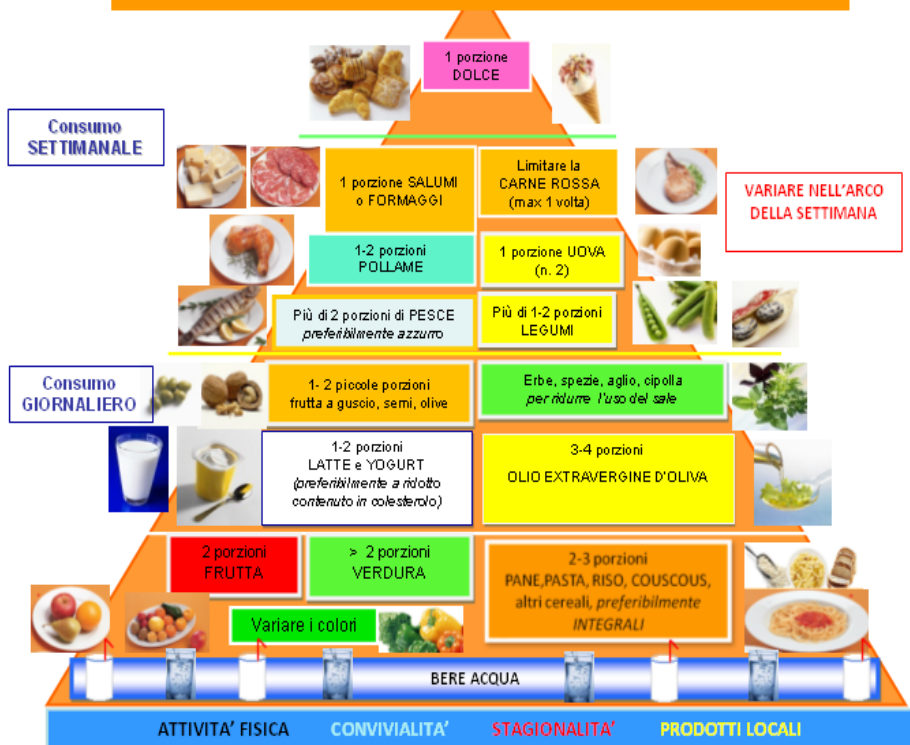 1 porzione
DOLCE
Consumo
SETTIMANALE
1 porzione SALUMI
o FORMAGGI
Limitare la
CARNE ROSSA
(max 1 volta)
VARIARE NELL'ARCO
DELLA SETTIMANA
1-2 porzioni
POLLAME
1 porzione UOVA
(n. 2)
Più di 2 porzioni di PESCE
preferibilmente azzurro
Più di 1-2 porzioni
LEGUMI
Consumo
GIORNALIERO
1- 2 piccole porzioni
frutta a guscio, semi, olive
Erbe, spezie, aglio, cipolla
per ridurre l'uso del sale
1-2 porzioni
LATTE e YOGURT
(preferibilmente a ridotto
contenuto in colesterolo)
3-4 porzioni
OLIO EXTRAVERGINE D'OLIVA
2 porzioni
FRUTTA
> 2 porzioni
VERDURA
2-3 porzioni
PANE,PASTA, RISO, COUSCOUS,
altri cereali, preferibilmente
INTEGRALI
Variare i colori
BERE ACQUA
ATTIVITA' FISICA CONVIVIALITA' STAGIONALITA' PRODOTTI LOCALI